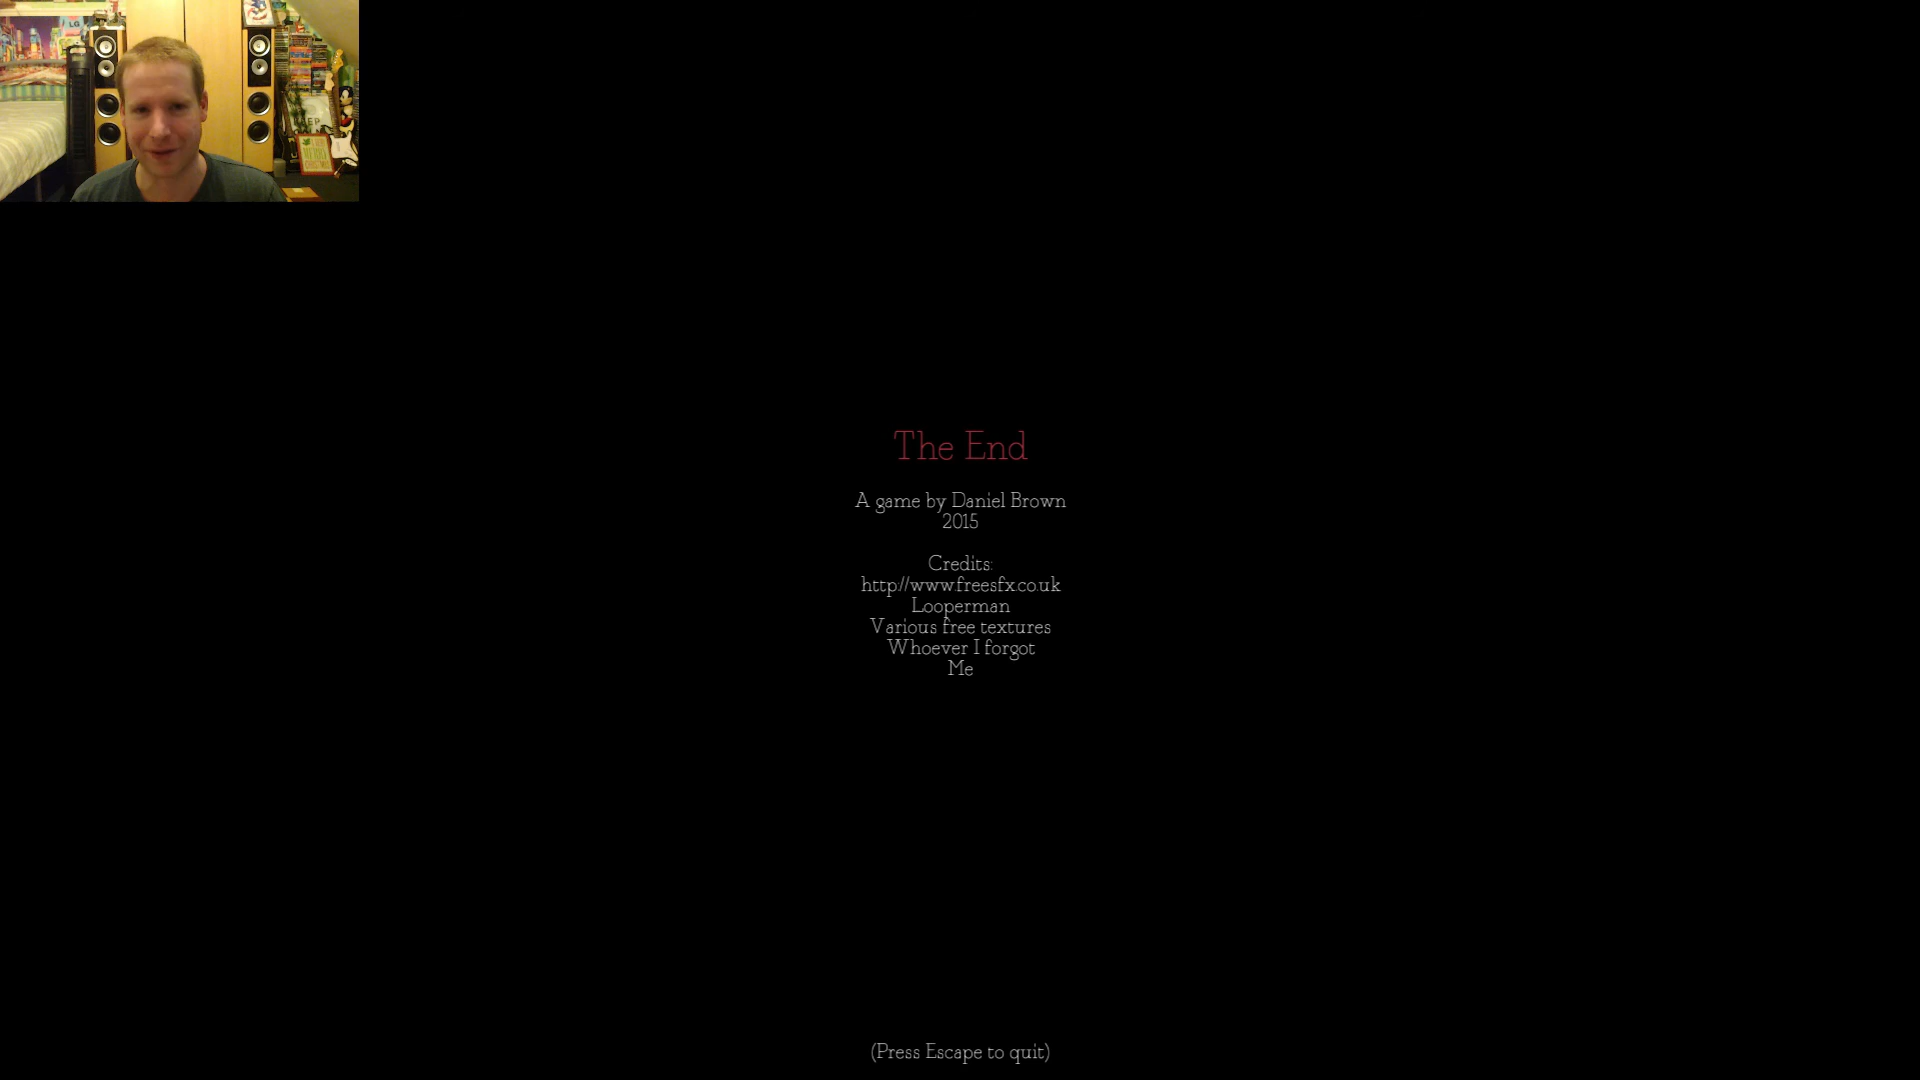 LG
The End
A game by Daniel Brown
2015
Credits:
http://www.freesfx.co.uk
Looperman
Various free textures
Whoever I forgot
Me
(Press Escape to quit)